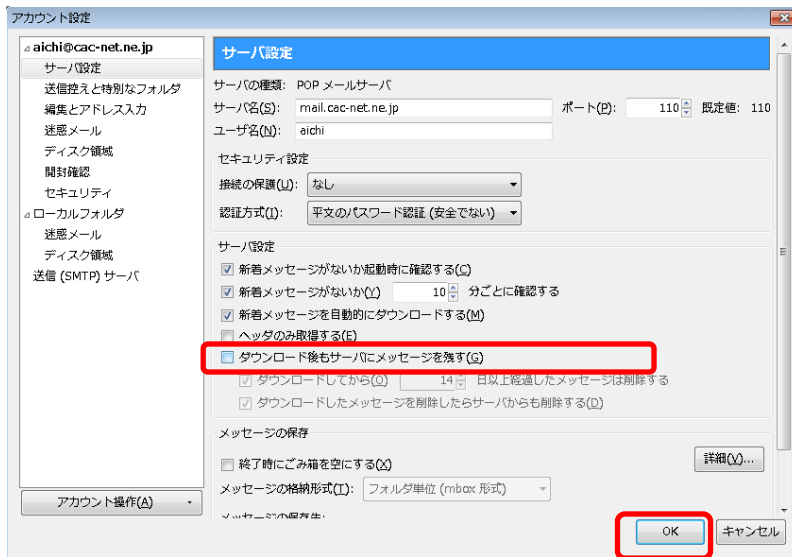 アカウント設定
aichi@cac-net.ne.jp
サーバ設定
送信控えと特別なフォルダ
編集とアドレス入力
迷惑メール
ディスク領域
開封確認
セキュリティ
ローカルフォルダ
迷惑メール
ディスク領域
送信 (SMTP) サーバ
アカウント操作(A)
サーバ設定
サーバの種類: POP メールサーバ
サーバ名(S): mail.cac-net.ne.jp ポート(P): 110 既定値: 110
ユーザ名(N): aichi
セキュリティ設定
接続の保護(U): なし
認証方式(I): 平文のパスワード認証 (安全でない)
サーバ設定
新着メッセージがないか起動時に確認する(C)
新着メッセージがないか(Y) 10 分ごとに確認する
新着メッセージを自動的にダウンロードする(M)
ヘッダのみ取得する(E)
ダウンロード後もサーバにメッセージを残す(G)
ダウンロードしてから(O) 14 日以上経過したメッセージは削除する
ダウンロードしたメッセージを削除したらサーバからも削除する(D)
メッセージの保存
終了時にごみ箱を空にする(X)
詳細(V)...
メッセージの格納形式(T): フォルダ単位 (mbox 形式)
メッセージの保存先:
OK キャンセル